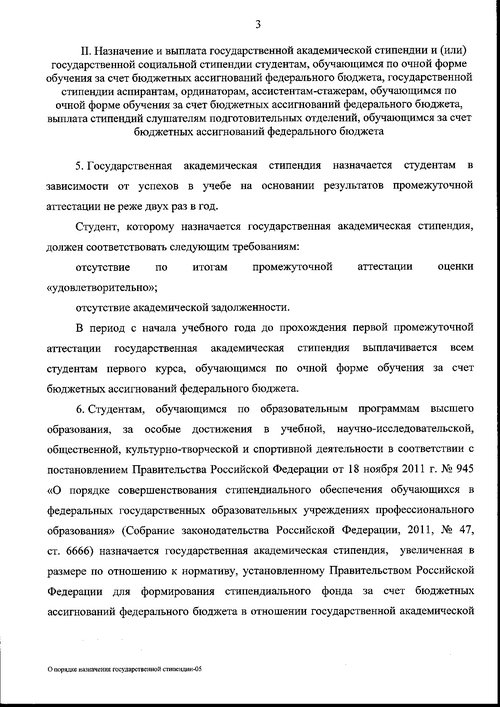 3
II. Назначение и выплата государственной академической стипендии и (или)
государственной социальной стипендии студентам, обучающимся по очной форме
обучения за счет бюджетных ассигнований федерального бюджета, государственной
стипендии аспирантам, ординаторам, ассистентам-стажерам, обучающимся по
очной форме обучения за счет бюджетных ассигнований федерального бюджета,
выплата стипендий слушателям подготовительных отделений, обучающимся за счет
бюджетных ассигнований федерального бюджета
5. Государственная академическая стипендия назначается студентам в
зависимости от успехов в учебе на основании результатов промежуточной
аттестации не реже двух раз в год.
Студент, которому назначается государственная академическая стипендия,
должен соответствовать следующим требованиям:
отсутствие по итогам промежуточной аттестации оценки
«удовлетворительно»;
отсутствие академической задолженности.
В период с начала учебного года до прохождения первой промежуточной
аттестации государственная академическая стипендия выплачивается всем
студентам первого курса, обучающимся по очной форме обучения за счет
бюджетных ассигнований федерального бюджета.
6. Студентам, обучающимся по образовательным программам высшего
образования, за особые достижения в учебной, научно-исследовательской,
общественной, культурно-творческой и спортивной деятельности в соответствии с
постановлением Правительства Российской Федерации от 18 ноября 2011 г. № 945
«О порядке совершенствования стипендиального обеспечения обучающихся в
федеральных государственных образовательных учреждениях профессионального
образования» (Собрание законодательства Российской Федерации, 2011, № 47,
ст. 6666) назначается государственная академическая стипендия, увеличенная в
размере по отношению к нормативу, установленному Правительством Российской
Федерации для формирования стипендиального фонда за счет бюджетных
ассигнований федерального бюджета в отношении государственной академической
О порядке назначения государственной стипендии-05